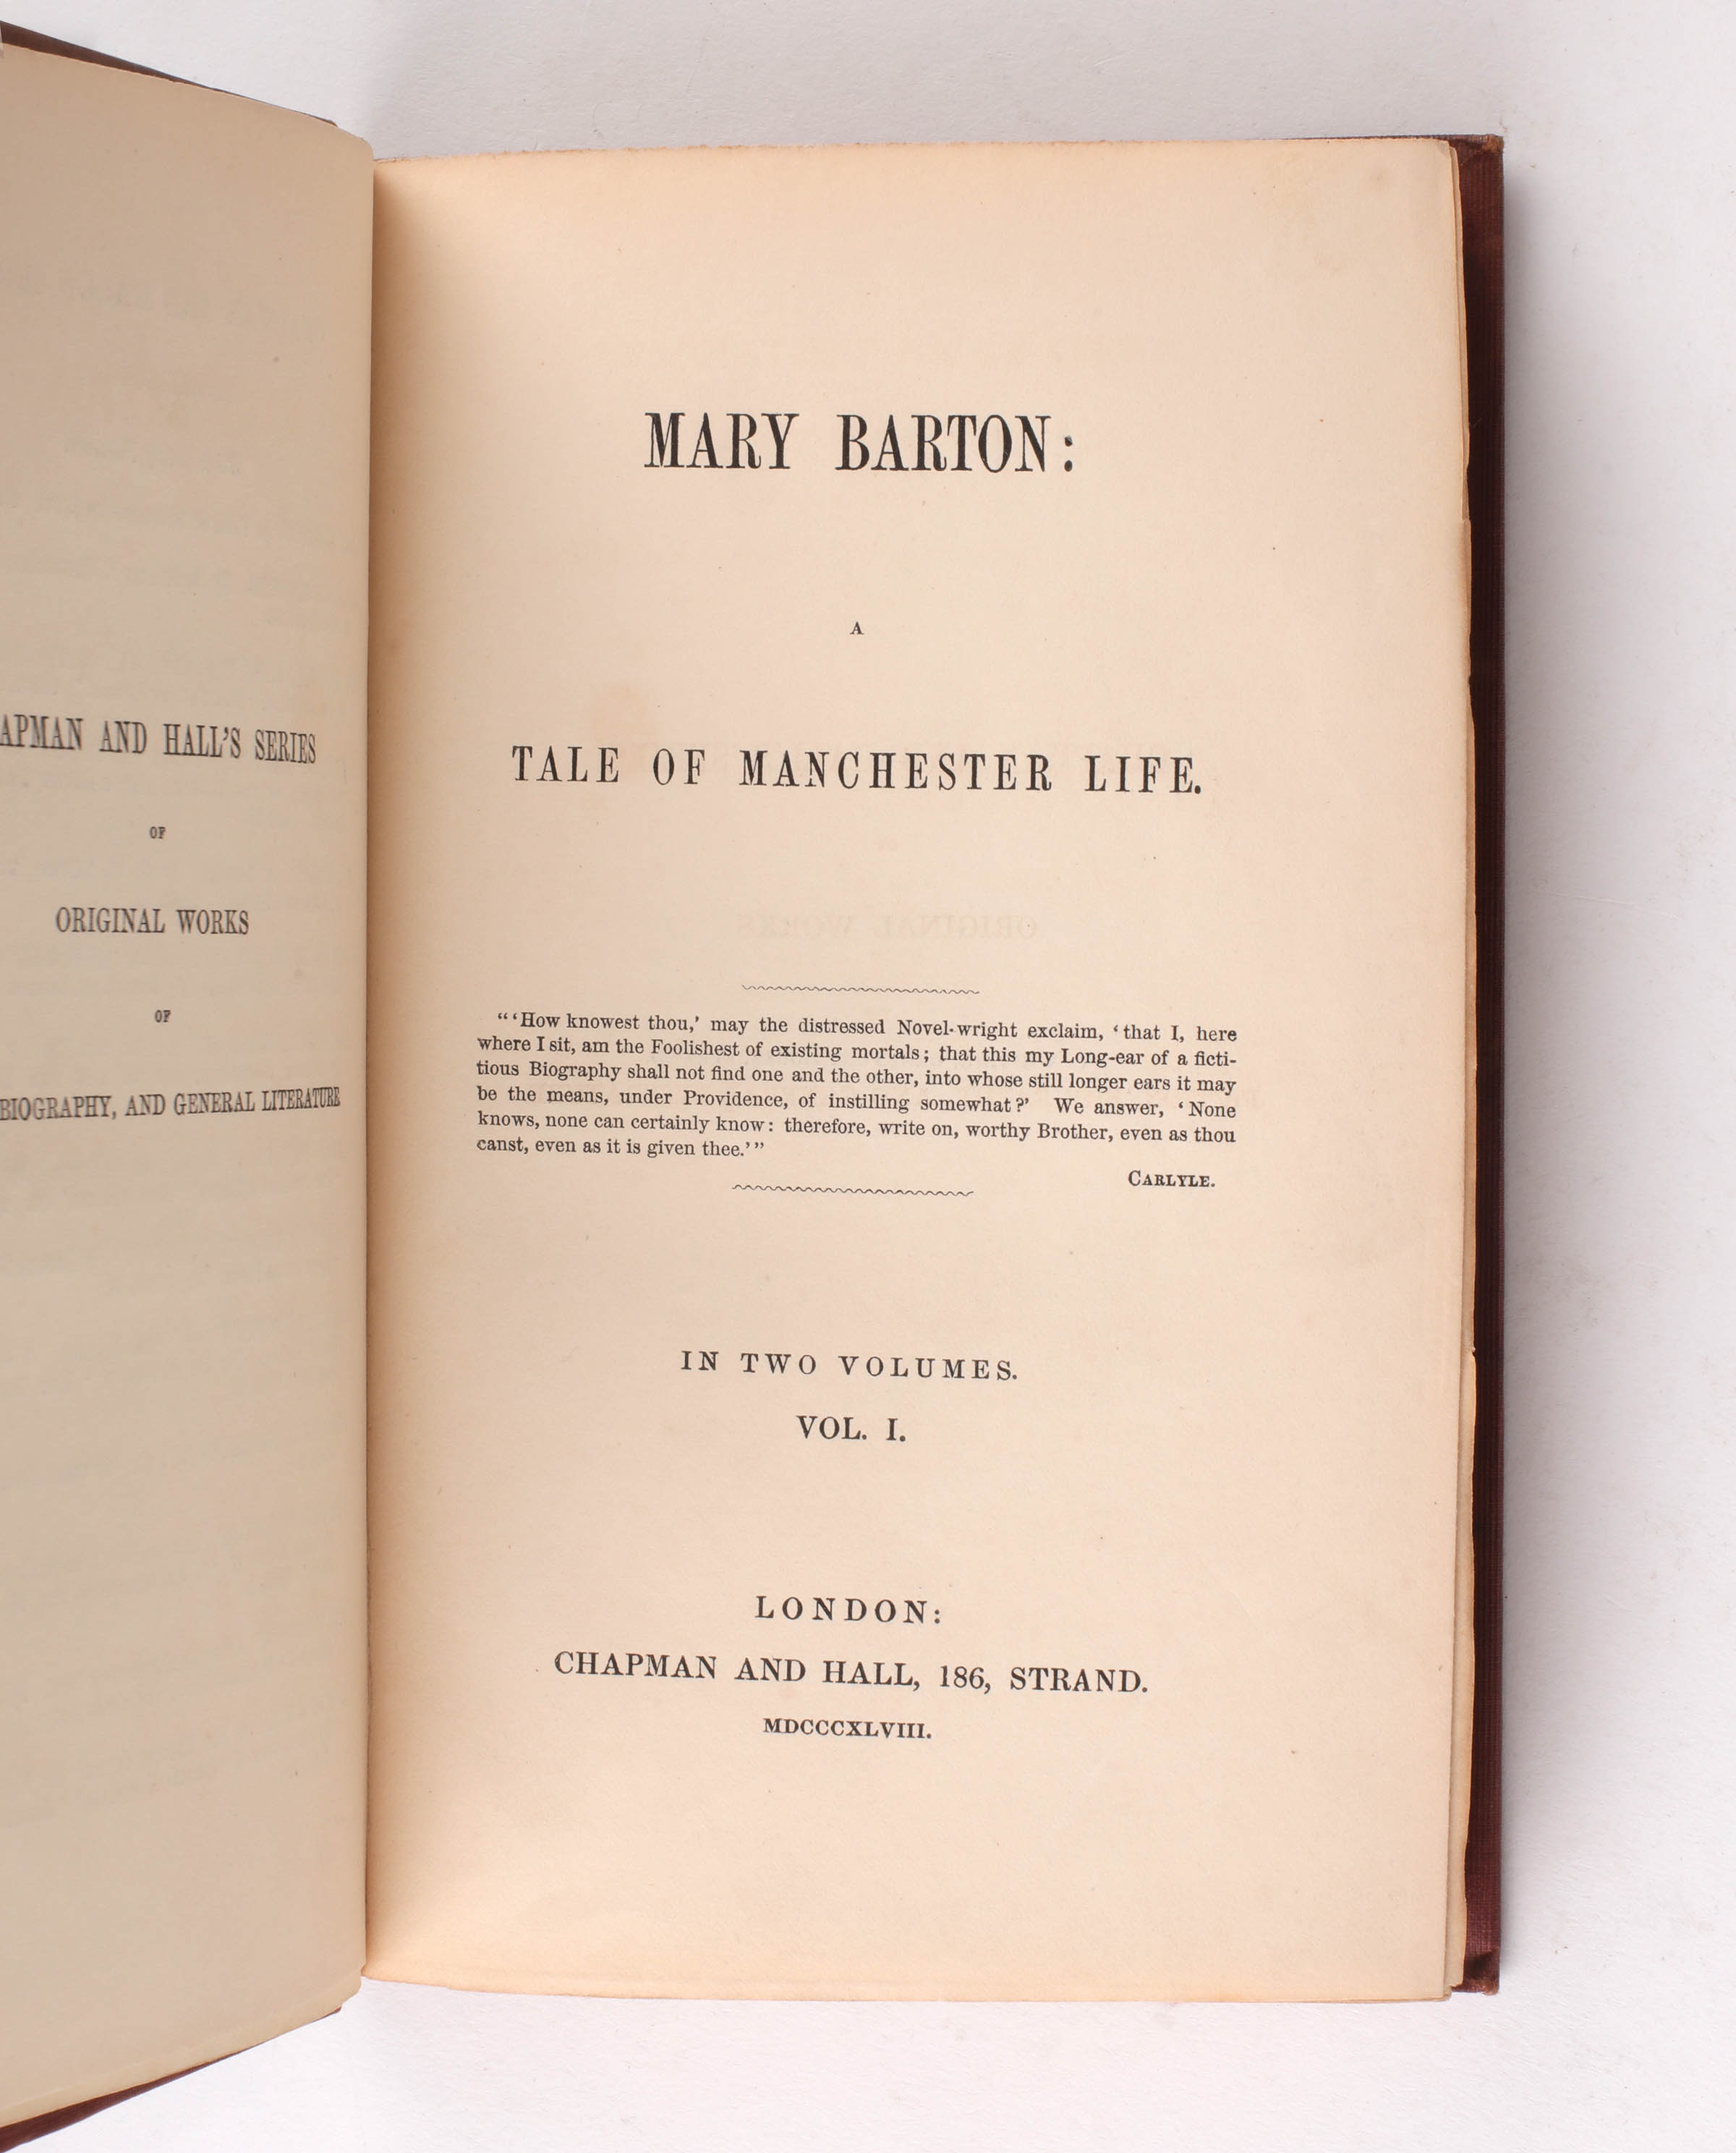 APMAN AND HALL'S SERIES
OF
ORIGINAL WORKS
OF
BIOGRAPHY, AND GENERAL LITERATURE
MARY BARTON:
A
TALE OF MANCHESTER LIFE.
"'How knowest thou,' may the distressed Novel-wright exclaim, 'that I, here
where I sit, am the Foolishest of existing mortals; that this my Long-ear of a ficti-
tious Biography shall not find one and the other, into whose still longer ears it may
be the means, under Providence, of instilling somewhat?' We answer, 'None
knows, none can certainly know: therefore, write on, worthy Brother, even as thou
canst, even as it is given thee.'"
CARLYLE.
IN TWO VOLUMES.
VOL. I.
LONDON:
CHAPMAN AND HALL, 186, STRAND.
MDCCCXLVIII.